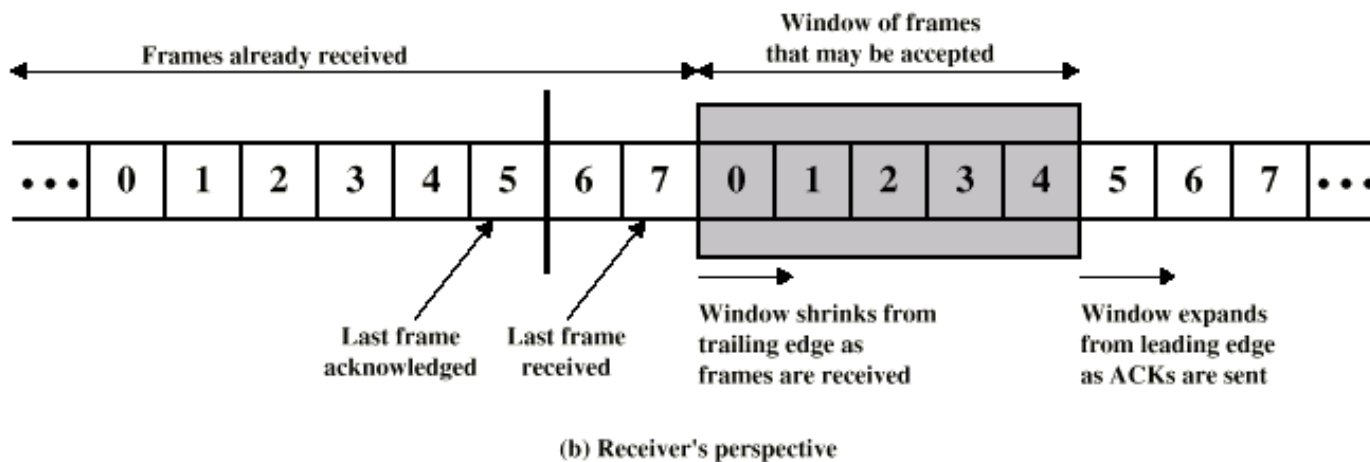 Window of frames
that may be accepted
Frames already received
••• 0 1 2 3 4 5 6 7 0 1 2 3 4 5 6 7 •••
Last frame
acknowledged
Last frame
received
Window shrinks from
trailing edge as
frames are received
Window expands
from leading edge
as ACKs are sent
(b) Receiver's perspective